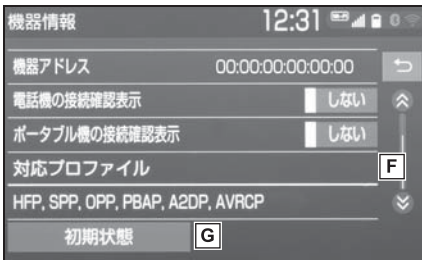 機器情報 12:31
機器アドレス 00:00:00:00:00:00
電話機の接続確認表示 しない
ポータブル機の接続確認表示 しない
対応プロファイル
F
HFP, SPP, OPP, PBAP, A2DP, AVRCP
初期状態 G